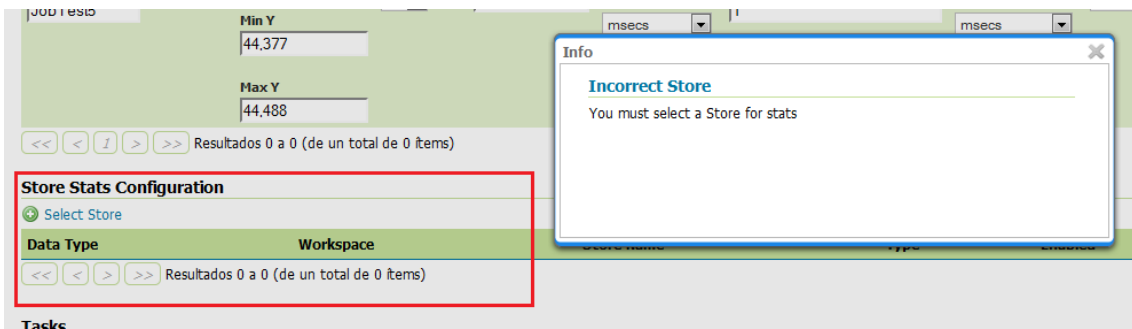 JobTest5
Min Y
msecs
1
msecs
44,377
Info
Incorrect Store
Max Y
You must select a Store for stats
44,488
<< < 1 > >> Resultados 0 a 0 (de un total de 0 ítems)
Store Stats Configuration
Select Store
Data Type Workspace Store Name Type Enabled
<< < > >> Resultados 0 a 0 (de un total de 0 ítems)
Tasks